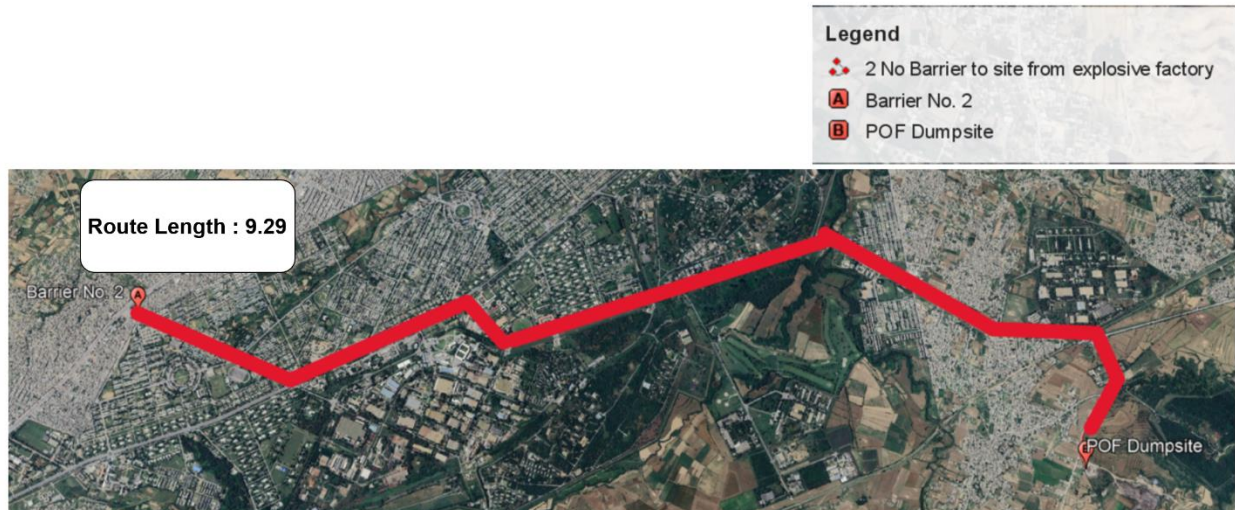 Legend
2 No Barrier to site from explosive factory
A Barrier No. 2
B POF Dumpsite
Route Length : 9.29
Barrier No. 2 A
POF Dumpsite